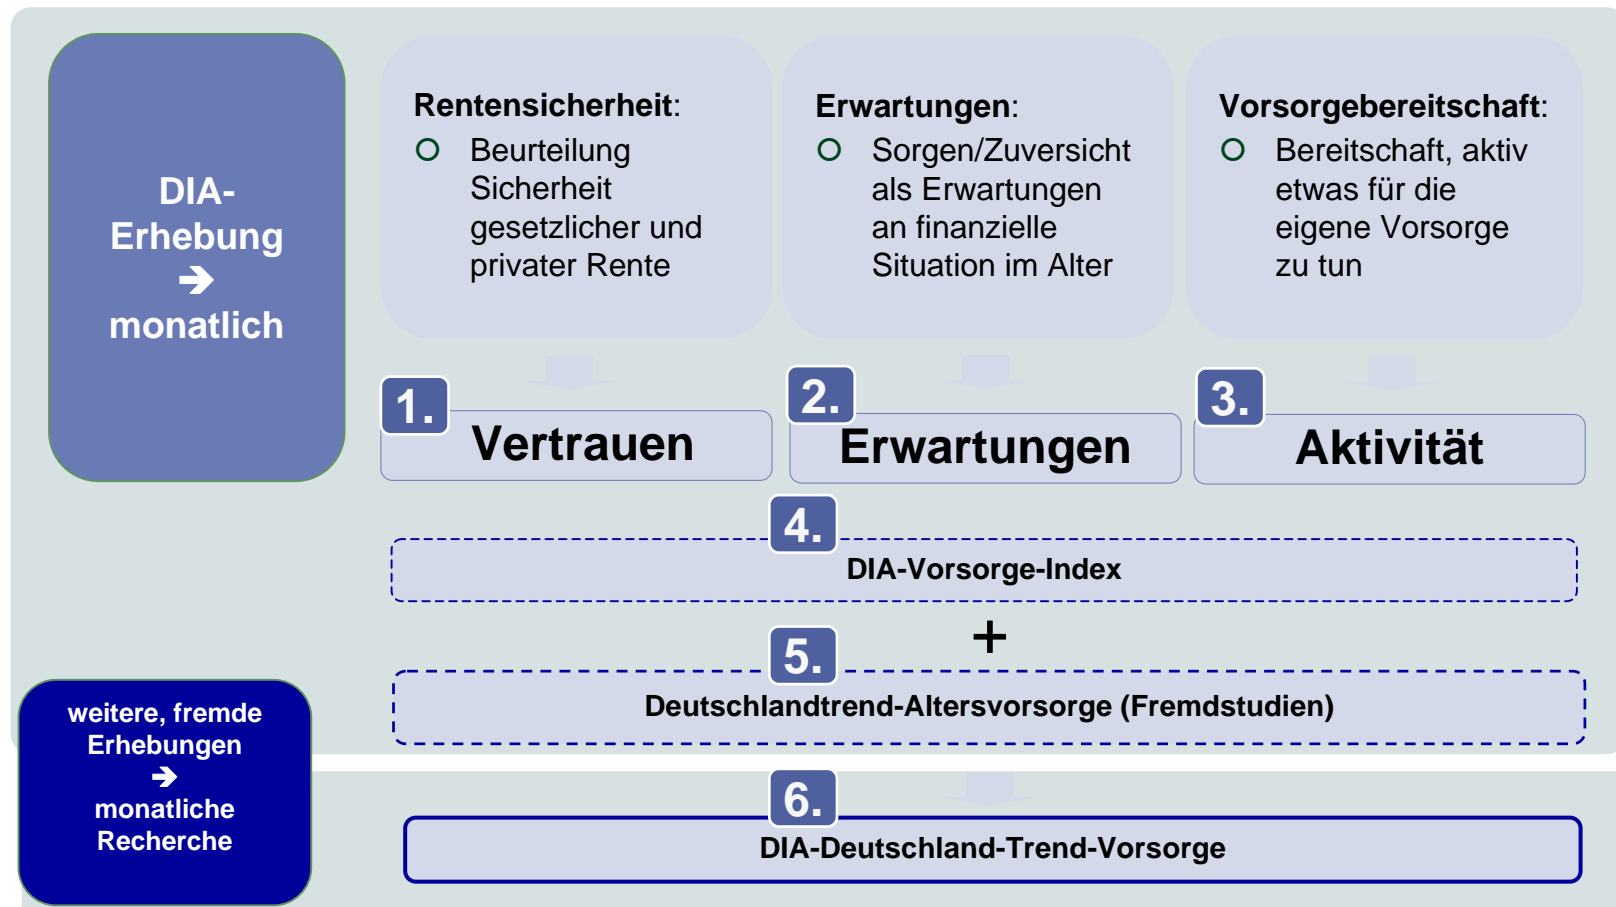 DIA-
Erhebung
➔
monatlich
Rentensicherheit:
Beurteilung
Sicherheit
gesetzlicher und
privater Rente
Erwartungen:
Sorgen/Zuversicht
als Erwartungen
an finanzielle
Situation im Alter
Vorsorgebereitschaft:
Bereitschaft, aktiv
etwas für die
eigene Vorsorge
zu tun
1.
Vertrauen
2.
Erwartungen
3.
Aktivität
4.
DIA-Vorsorge-Index
+
5.
Deutschlandtrend-Altersvorsorge (Fremdstudien)
weitere, fremde
Erhebungen
➔
monatliche
Recherche
6.
DIA-Deutschland-Trend-Vorsorge